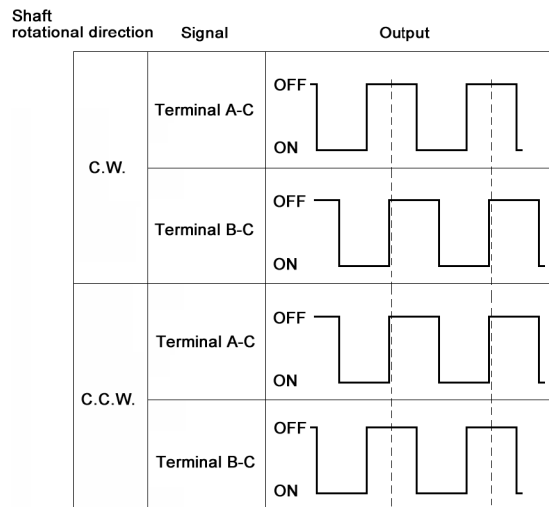 Shaft
rotational direction Signal Output
C.W.
Terminal A-C
OFF
ON
Terminal B-C
OFF
ON
C.C.W.
Terminal A-C
OFF
ON
Terminal B-C
OFF
ON